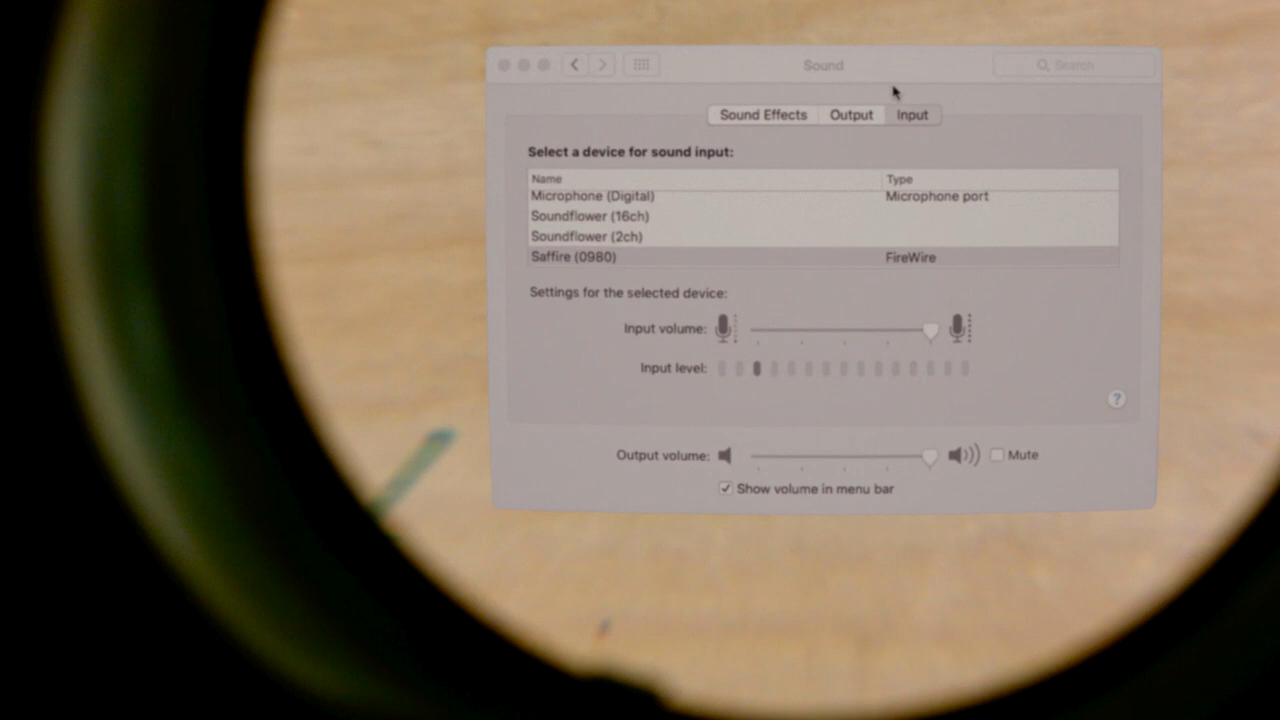 Sound
Search
Sound Effects Output Input
Select a device for sound input:
Name Type
Microphone (Digital) Microphone port
Soundflower (16ch)
Soundflower (2ch)
Saffire (0980) FireWire
Settings for the selected device:
Input volume:
Input level:
?
Output volume: Mute
Show volume in menu bar